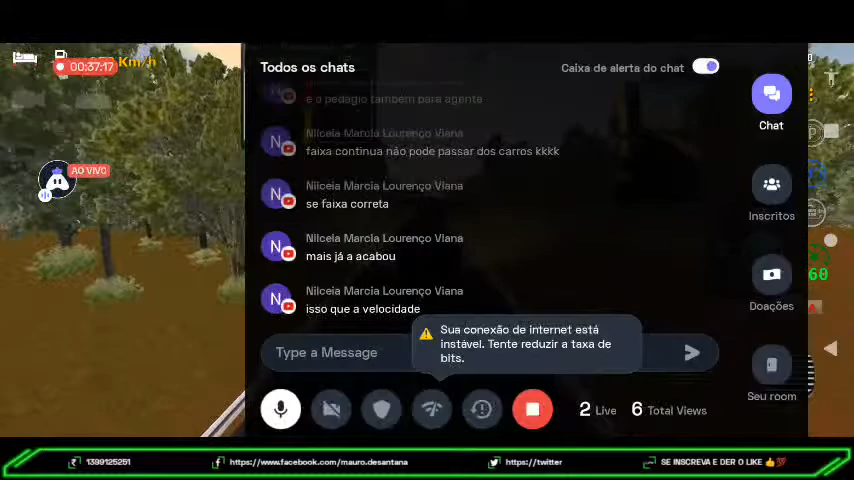 Km/h
00:37:17
AO VIVO
Todos os chats
Caixa de alerta do chat
e o pedagio também para agente
Nilceia Marcia Lourenço Viana
faixa continua não pode passar dos carros kkkk
Nilceia Marcia Lourenço Viana
se faixa correta
Nilceia Marcia Lourenço Viana
mais já a acabou
Nilceia Marcia Lourenço Viana
isso que a velocidade
Sua conexão de internet está
instável. Tente reduzir a taxa de
bits.
Type a Message
2 Live 6 Total Views
Chat
Inscritos
Doações
Seu room
60
1399125251
https://www.facebook.com/mauro.desantana
https://twitter
SE INSCREVA E DER O LIKE 👍💯